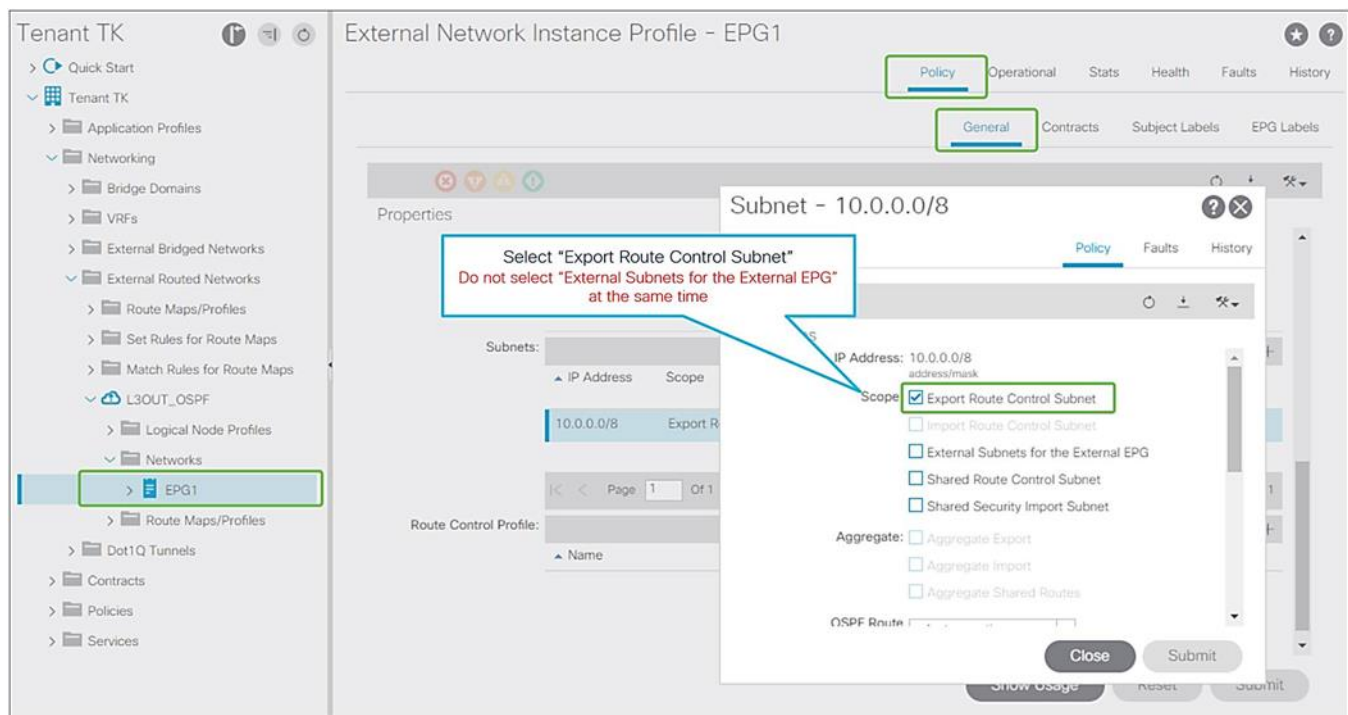 Tenant TK
External Network Instance Profile - EPG1
Quick Start
Tenant TK
Application Profiles
Networking
Bridge Domains
VRFs
External Bridged Networks
External Routed Networks
Route Maps/Profiles
Set Rules for Route Maps
Match Rules for Route Maps
L3OUT_OSPF
Logical Node Profiles
Networks
EPG1
Route Maps/Profiles
Dot1Q Tunnels
Contracts
Policies
Services
Policy Operational Stats Health Faults History
General Contracts Subject Labels EPG Labels
Properties
Select "Export Route Control Subnet"
Do not select "External Subnets for the External EPG"
at the same time
Subnets:
IP Address Scope
10.0.0.0/8 Export R
Page 1 Of 1
1
Route Control Profile:
Name
Subnet - 10.0.0.0/8
Policy Faults History
IP Address: 10.0.0.0/8
address/mask
Scope
Export Route Control Subnet
Import Route Control Subnet
External Subnets for the External EPG
Shared Route Control Subnet
Shared Security Import Subnet
Aggregate: Aggregate Export
Aggregate Import
Aggregate Shared Routes
OSPF Route
Close Submit
Show Usage Reset Submit